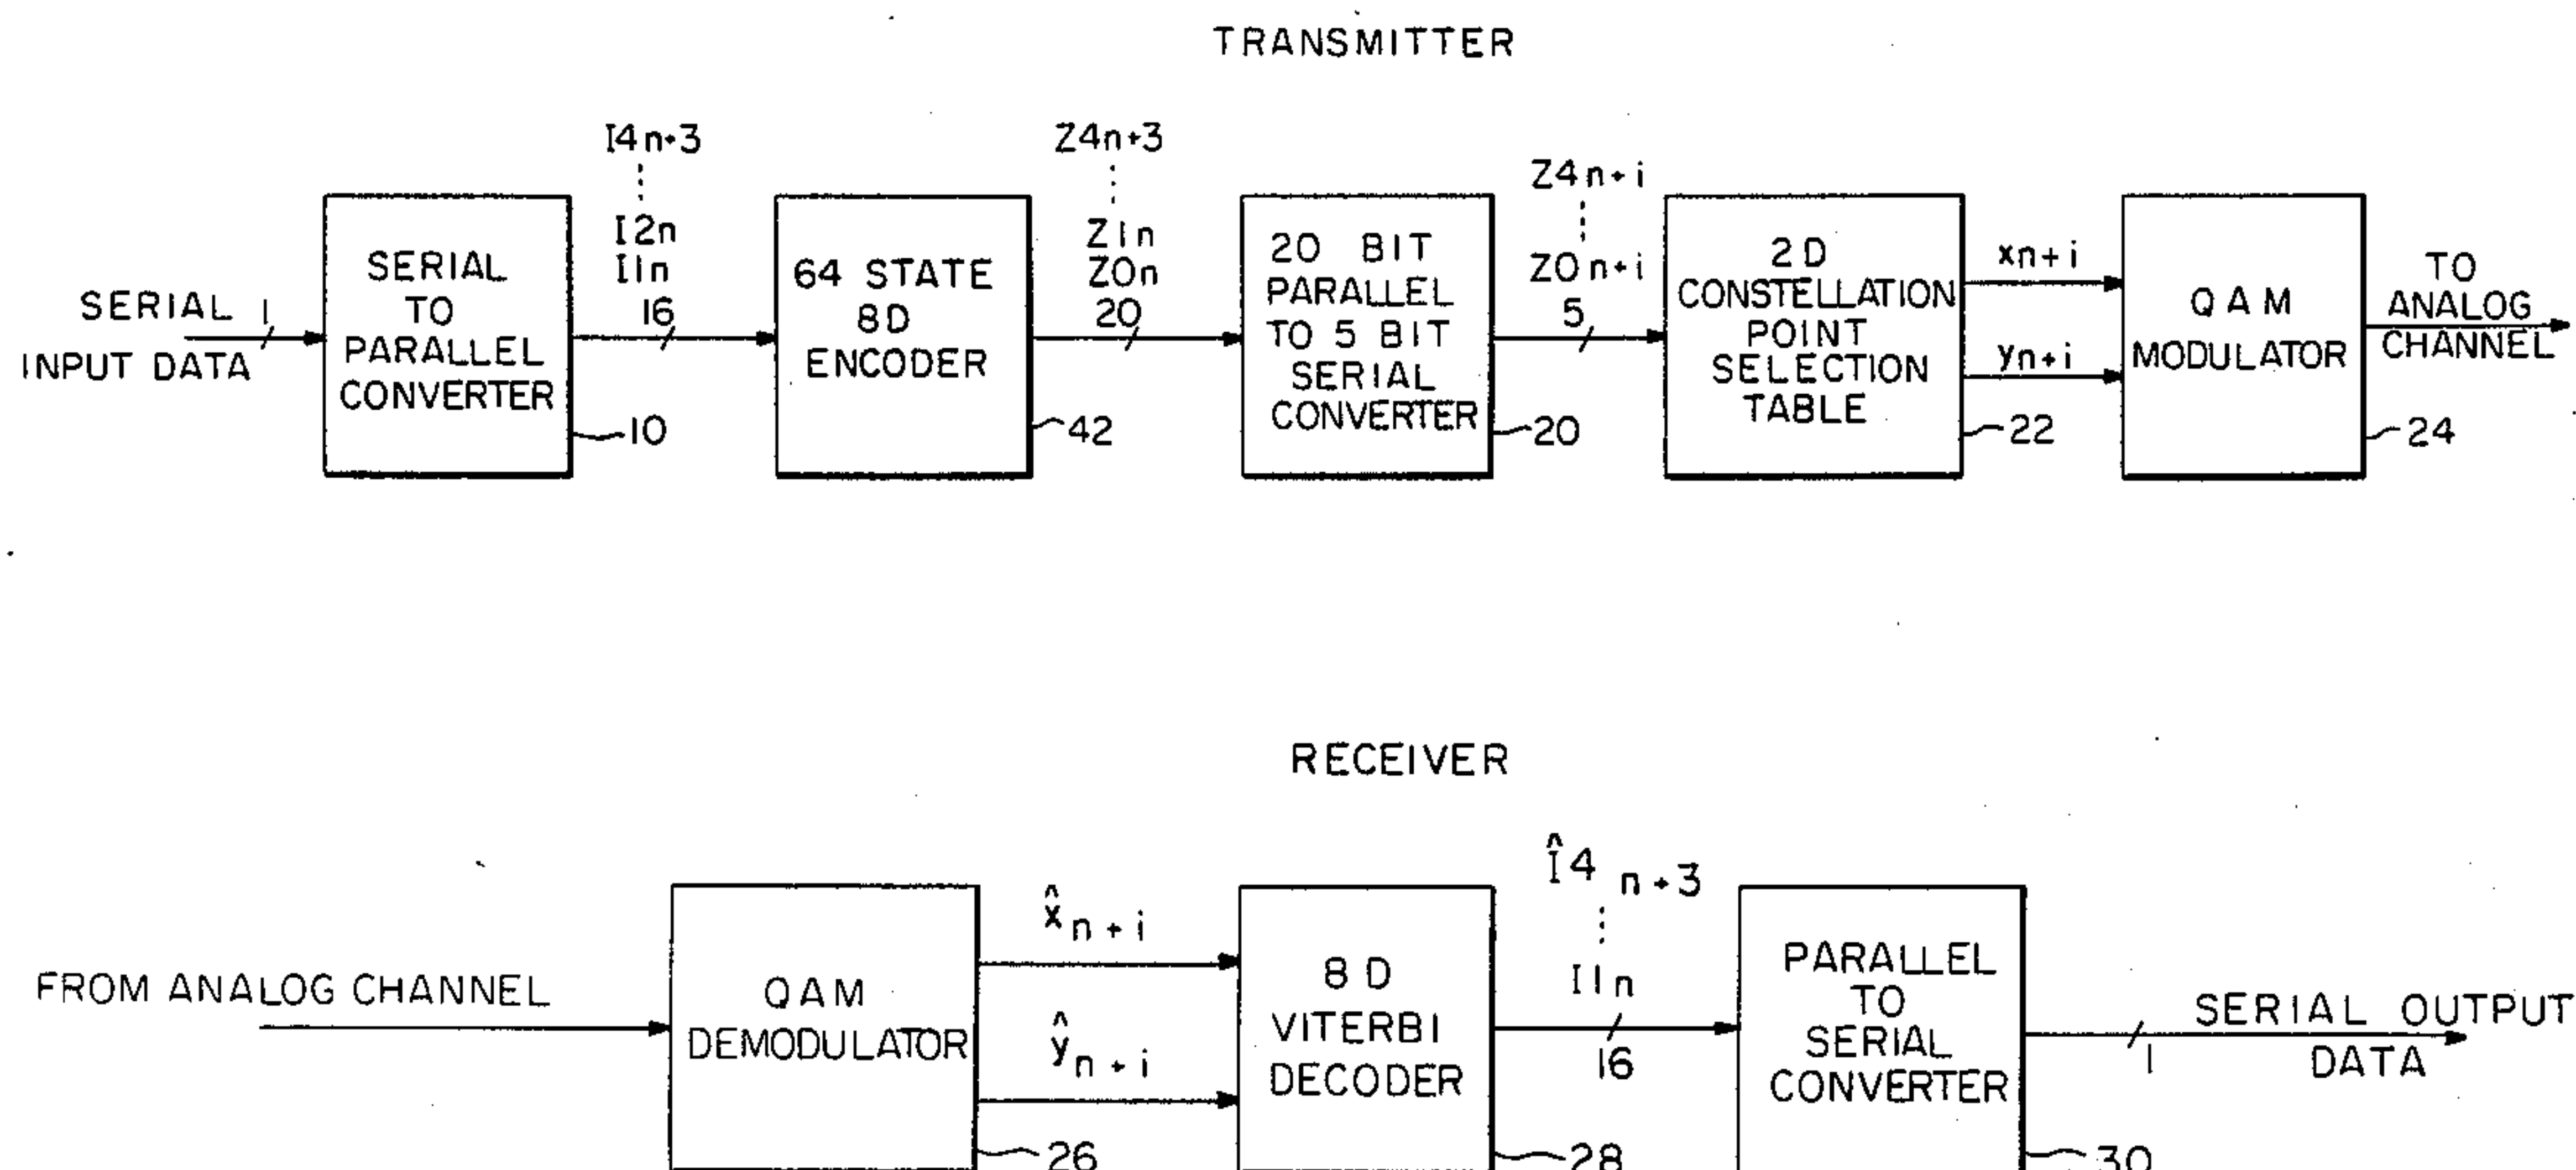 TRANSMITTER
SERIAL 1
INPUT DATA
SERIAL
TO
PARALLEL
CONVERTER
10
I4n+3
I2n
I1n
16
64 STATE
8D
ENCODER
42
Z4n+3
Z1n
Z0n
20
20 BIT
PARALLEL
TO 5 BIT
SERIAL
CONVERTER
20
Z4n+i
Z0n+i
5
2D
CONSTELLATION
POINT
SELECTION
TABLE
22
xn+i
yn+i
QAM
MODULATOR
24
TO
ANALOG
CHANNEL
RECEIVER
FROM ANALOG CHANNEL
QAM
DEMODULATOR
26
x̂n+i
ŷn+i
8D
VITERBI
DECODER
28
Î4n+3
I1n
16
PARALLEL
TO
SERIAL
CONVERTER
30
SERIAL OUTPUT
1 DATA